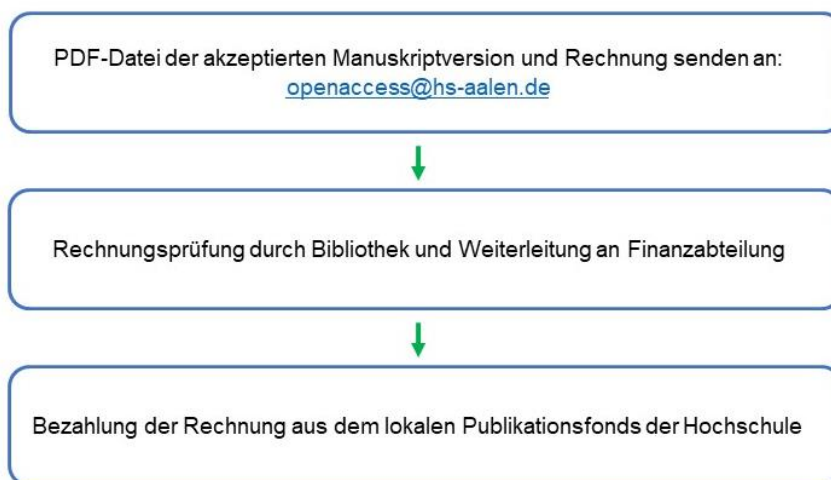 PDF-Datei der akzeptierten Manuskriptversion und Rechnung senden an:
openaccess@hs-aalen.de
Rechnungsprüfung durch Bibliothek und Weiterleitung an Finanzabteilung
Bezahlung der Rechnung aus dem lokalen Publikationsfonds der Hochschule